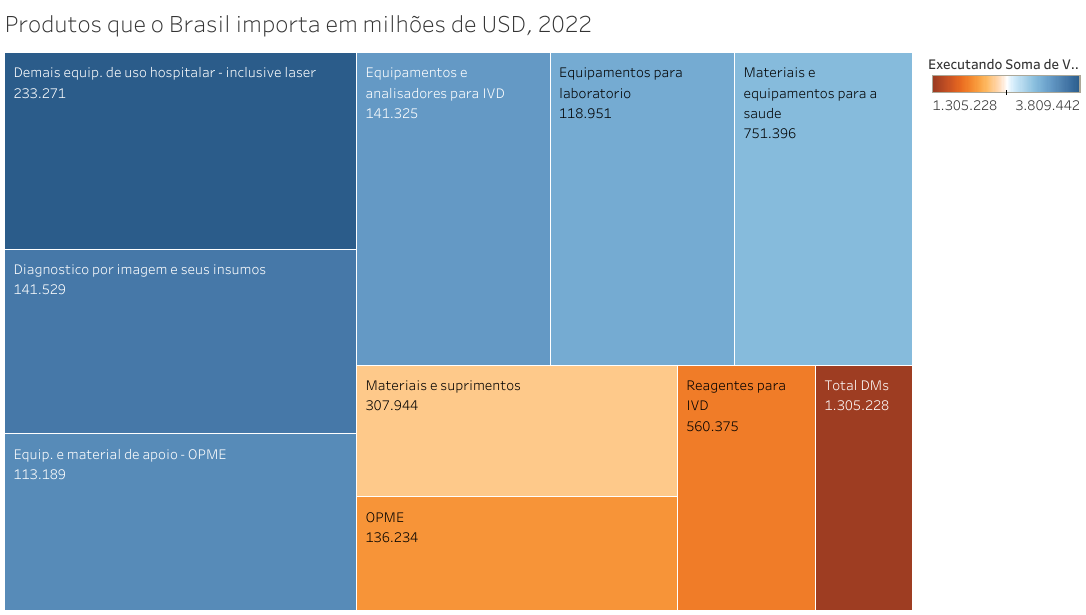 Produtos que o Brasil importa em milhões de USD, 2022
Demais equip. de uso hospitalar - inclusive laser
233.271
Equipamentos e
analisadores para IVD
141.325
Equipamentos para
laboratorio
118.951
Materiais e
equipamentos para a
saude
751.396
Executando Soma de V..
1.305.228 3.809.442
Diagnostico por imagem e seus insumos
141.529
Equip. e material de apoio - OPME
113.189
Materiais e suprimentos
307.944
OPME
136.234
Reagentes para
IVD
560.375
Total DMs
1.305.228